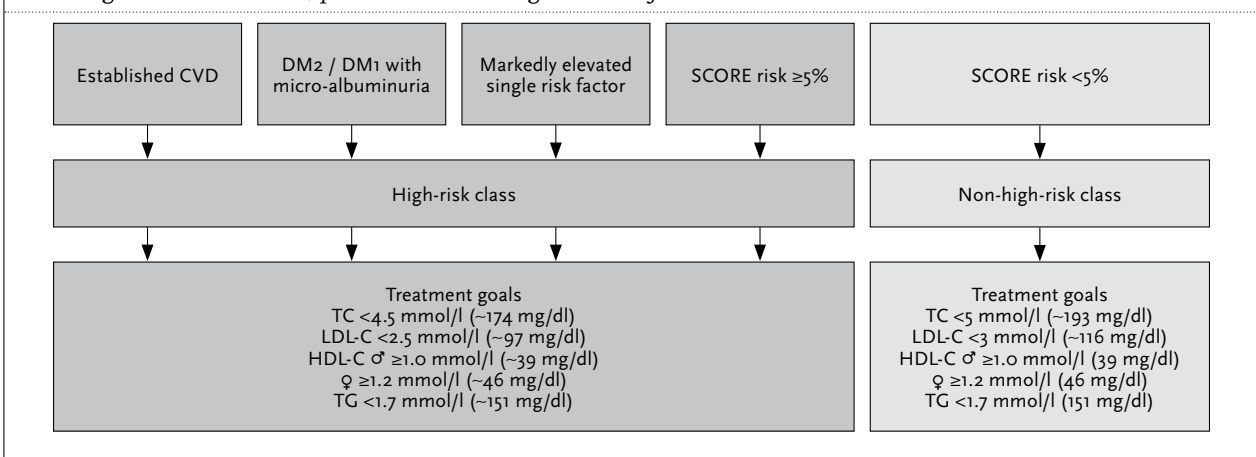 Established CVD
DM2 / DM1 with
micro-albuminuria
Markedly elevated
single risk factor
SCORE risk ≥5%
SCORE risk <5%
High-risk class
Non-high-risk class
Treatment goals
TC <4.5 mmol/l (~174 mg/dl)
LDL-C <2.5 mmol/l (~97 mg/dl)
HDL-C ♂ ≥1.0 mmol/l (~39 mg/dl)
♀ ≥1.2 mmol/l (~46 mg/dl)
TG <1.7 mmol/l (~151 mg/dl)
Treatment goals
TC <5 mmol/l (~193 mg/dl)
LDL-C <3 mmol/l (~116 mg/dl)
HDL-C ♂ ≥1.0 mmol/l (39 mg/dl)
♀ ≥1.2 mmol/l (46 mg/dl)
TG <1.7 mmol/l (151 mg/dl)